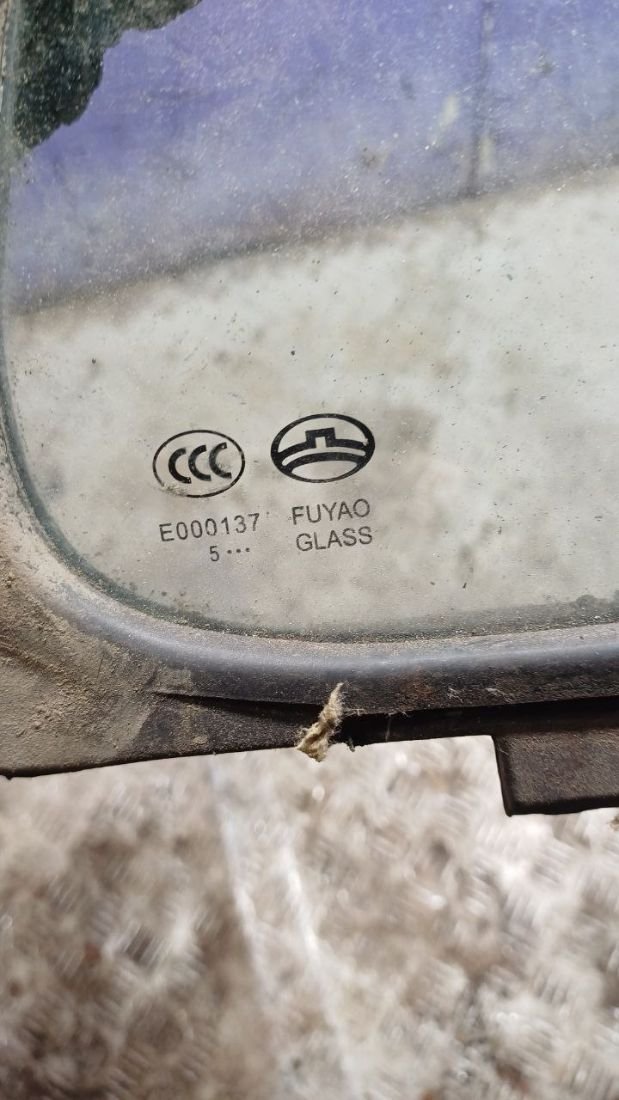 CCC
E000137
5•••
FUYAO
GLASS